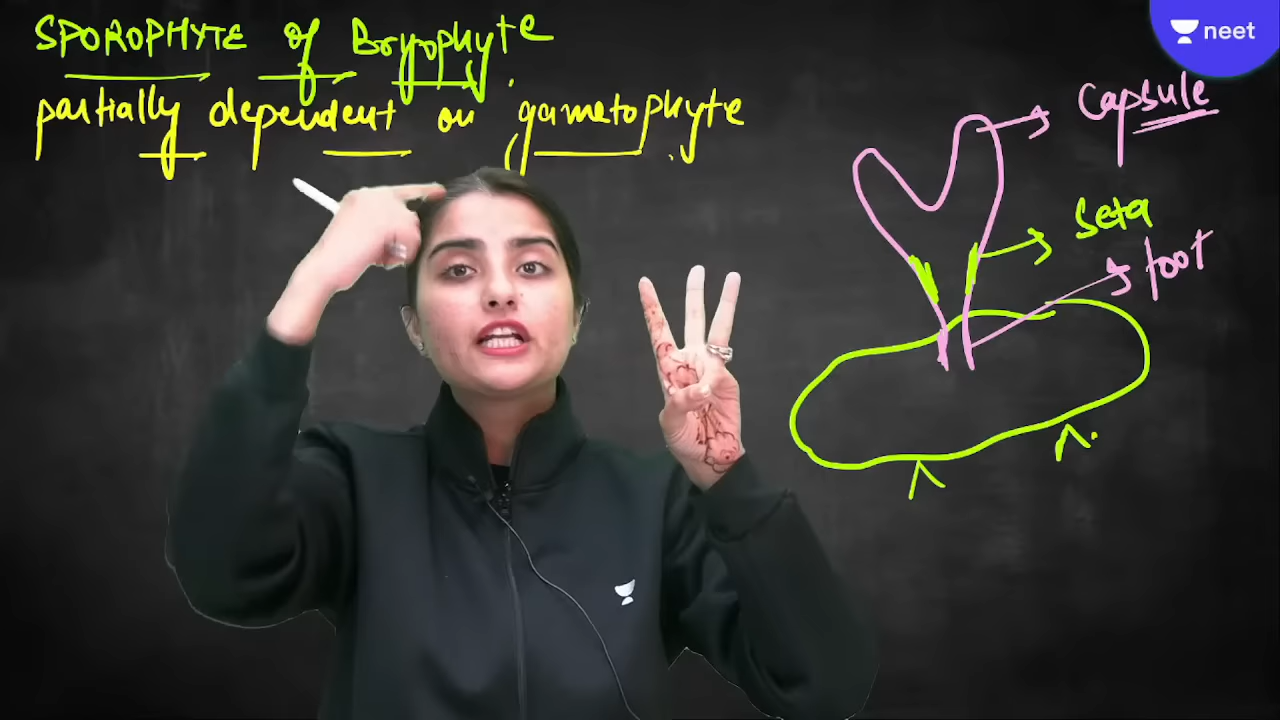 SPOROPHYTE of Bryophyte
partially dependent on gametophyte
neet
Capsule
Seta
foot